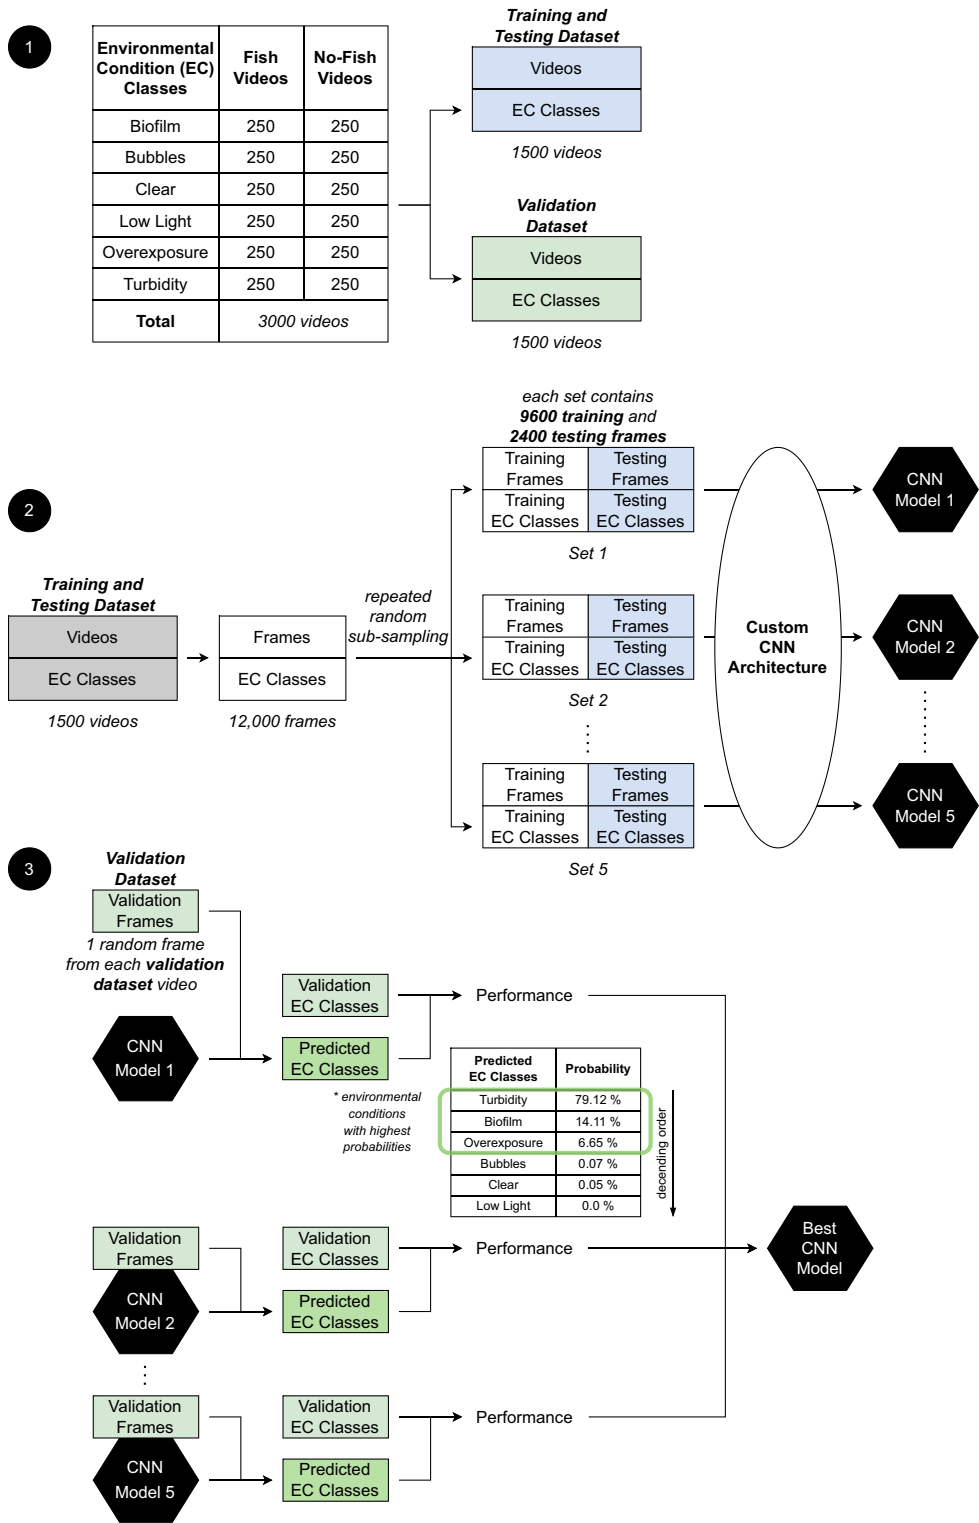 1
Environmental
Condition (EC)
Classes
Fish
Videos
No-Fish
Videos
Biofilm 250 250
Bubbles 250 250
Clear 250 250
Low Light 250 250
Overexposure 250 250
Turbidity 250 250
Total 3000 videos
Training and
Testing Dataset
Videos
EC Classes
1500 videos
Validation
Dataset
Videos
EC Classes
1500 videos
2
Training and
Testing Dataset
Videos
EC Classes
1500 videos
Frames
EC Classes
12,000 frames
repeated
random
sub-sampling
each set contains
9600 training and
2400 testing frames
Training
Frames
Testing
Frames
Training
EC Classes
Testing
EC Classes
Set 1
Training
Frames
Testing
Frames
Training
EC Classes
Testing
EC Classes
Set 2
Training
Frames
Testing
Frames
Training
EC Classes
Testing
EC Classes
Set 5
Custom
CNN
Architecture
CNN
Model 1
CNN
Model 2
CNN
Model 5
3
Validation
Dataset
Validation
Frames
1 random frame
from each validation
dataset video
CNN
Model 1
Validation
EC Classes
Predicted
EC Classes
Performance
* environmental
conditions
with highest
probabilities
Predicted
EC Classes
Probability
Turbidity 79.12 %
Biofilm 14.11 %
Overexposure 6.65 %
Bubbles 0.07 %
Clear 0.05 %
Low Light 0.0 %
decending order
Validation
Frames
CNN
Model 2
Validation
EC Classes
Predicted
EC Classes
Performance
Best
CNN
Model
Validation
Frames
CNN
Model 5
Validation
EC Classes
Predicted
EC Classes
Performance